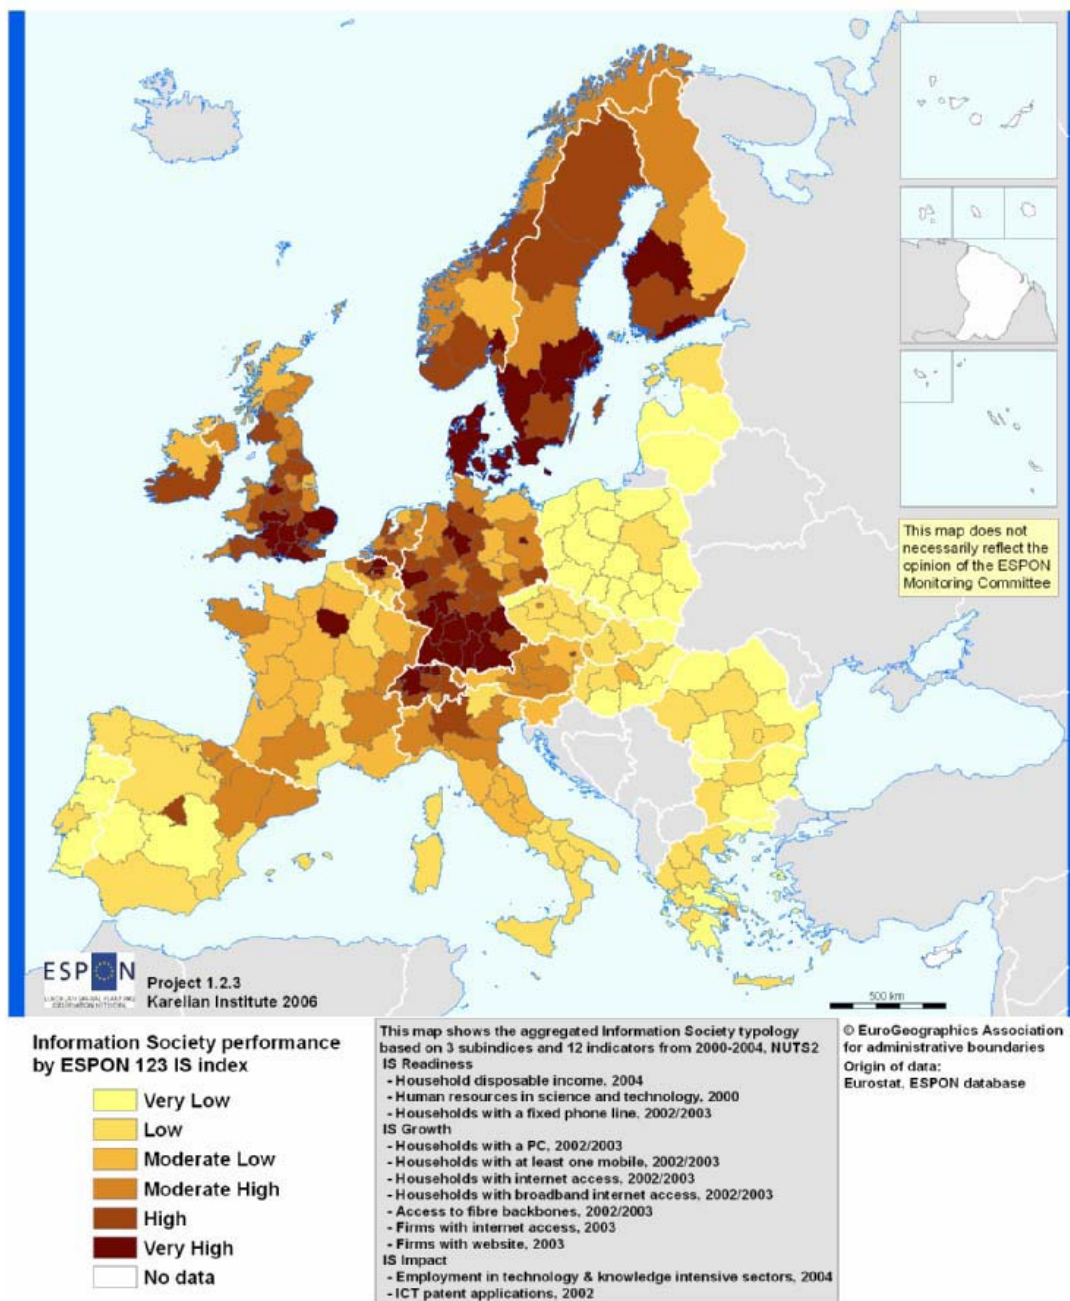 This map does not
necessarily reflect the
opinion of the ESPON
Monitoring Committee
ESPON
Project 1.2.3
Karelian Institute 2006
500 km
Information Society performance
by ESPON 123 IS index
Very Low
Low
Moderate Low
Moderate High
High
Very High
No data
This map shows the aggregated Information Society typology
based on 3 subindices and 12 indicators from 2000-2004, NUTS2
IS Readiness
- Household disposable income, 2004
- Human resources in science and technology, 2000
- Households with a fixed phone line, 2002/2003
IS Growth
- Households with a PC, 2002/2003
- Households with at least one mobile, 2002/2003
- Households with internet access, 2002/2003
- Households with broadband internet access, 2002/2003
- Access to fibre backbones, 2002/2003
- Firms with internet access, 2003
- Firms with website, 2003
IS Impact
- Employment in technology & knowledge intensive sectors, 2004
- ICT patent applications, 2002
© EuroGeographics Association
for administrative boundaries
Origin of data:
Eurostat, ESPON database